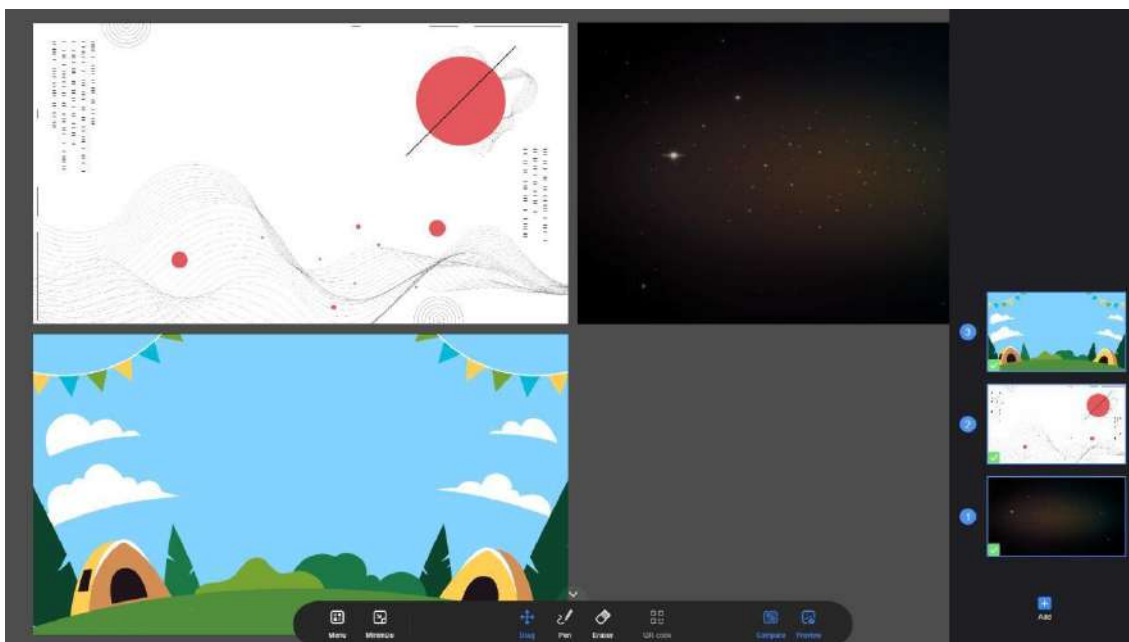 3
2
1
Add
Menu
Minimize
Drag
Pen
Eraser
QR code
Compare
Preview